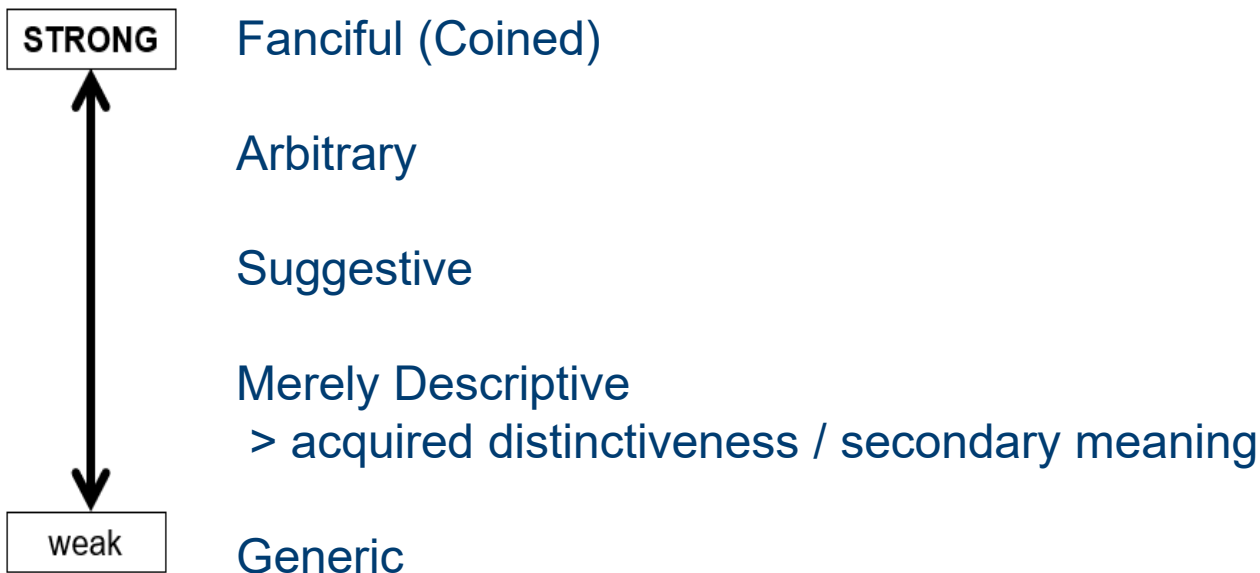 STRONG Fanciful (Coined)
Arbitrary
Suggestive
Merely Descriptive
> acquired distinctiveness / secondary meaning
weak Generic